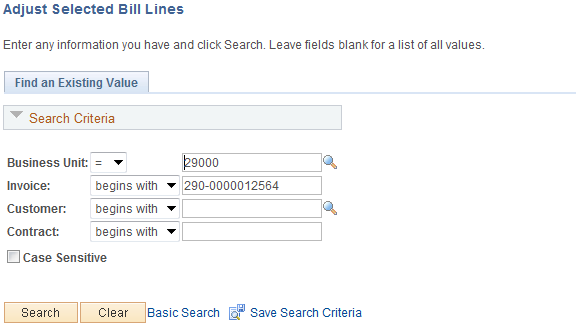 Adjust Selected Bill Lines
Enter any information you have and click Search. Leave fields blank for a list of all values.
Find an Existing Value
Search Criteria
Business Unit: = 29000
Invoice: begins with 290-0000012564
Customer: begins with
Contract: begins with
Case Sensitive
Search Clear Basic Search Save Search Criteria